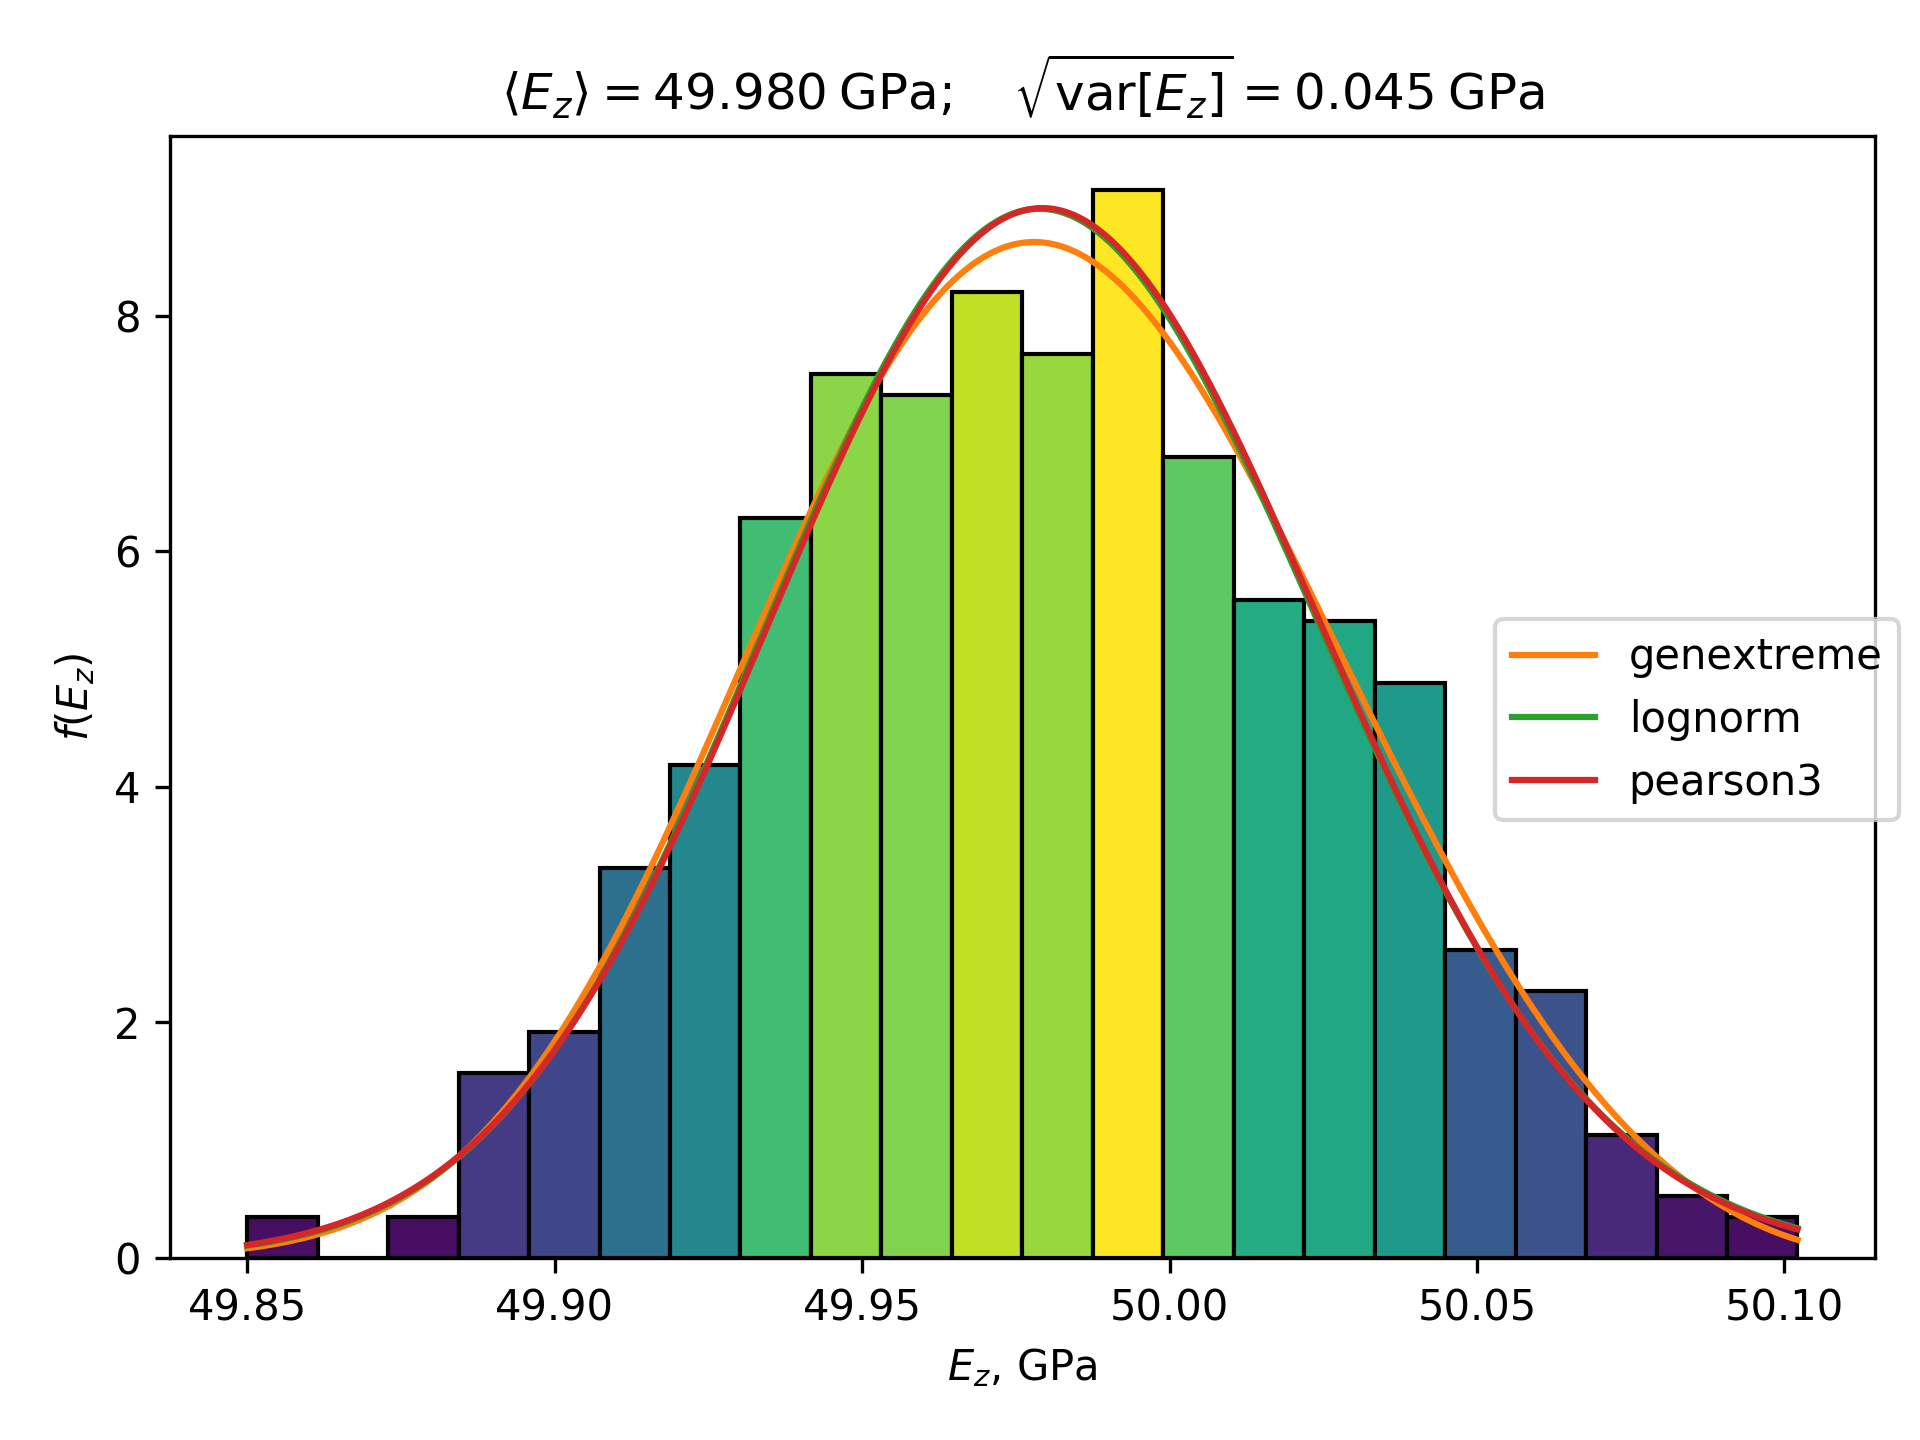 ⟨E_z⟩ = 49.980 GPa; √var[E_z] = 0.045 GPa
f(E_z)
8
6
4
2
0
genextreme
lognorm
pearson3
49.85 49.90 49.95 50.00 50.05 50.10
E_z, GPa